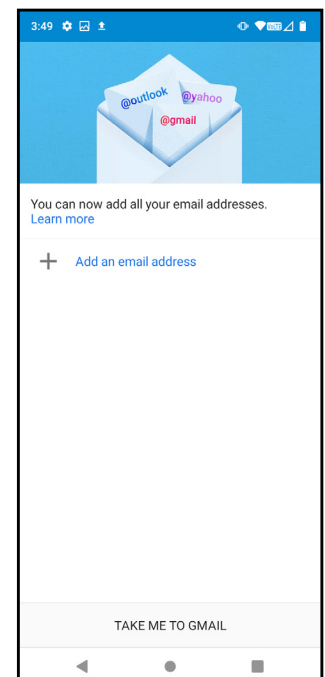 3:49
@outlook @yahoo
@gmail
You can now add all your email addresses.
Learn more
Add an email address
TAKE ME TO GMAIL